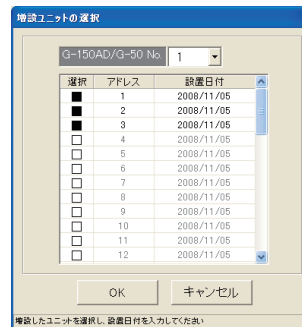 増設ユニットの選択
G-150AD/G-50 No. 1
選択 アドレス 設置日付
1 2008/11/05
2 2008/11/05
3 2008/11/05
4 2008/11/05
5 2008/11/05
6 2008/11/05
7 2008/11/05
8 2008/11/05
9 2008/11/05
10 2008/11/05
11 2008/11/05
12 2008/11/05
OK キャンセル
増設したユニットを選択し、設置日付を入力してください